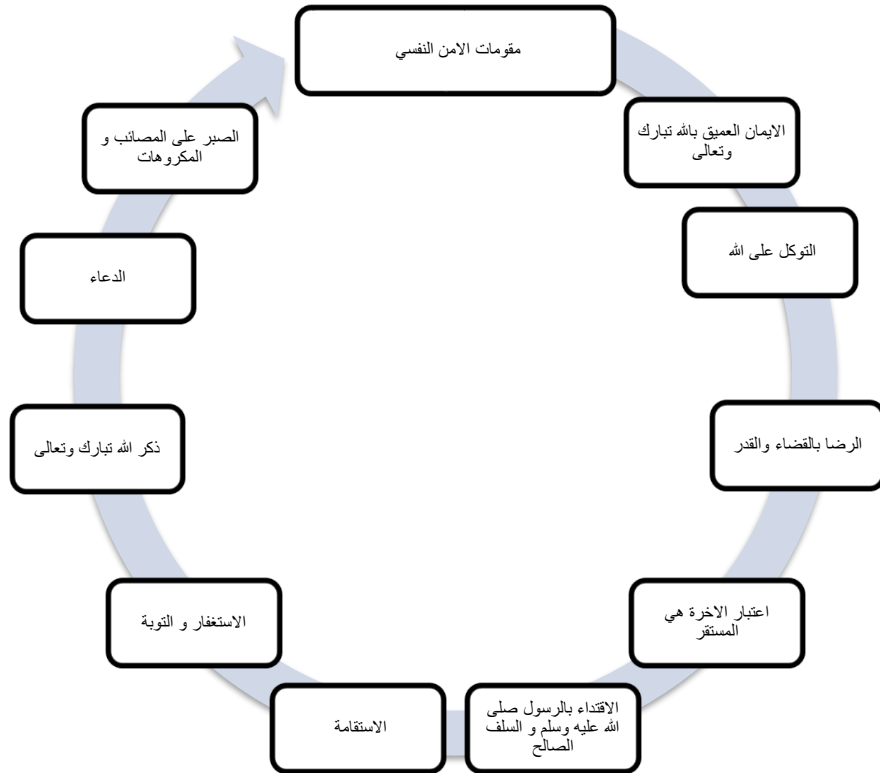 مقومات الامن النفسي
الايمان العميق بالله تبارك
وتعالى
التوكل على الله
الرضا بالقضاء والقدر
اعتبار الاخرة هي
المستقر
الاقتداء بالرسول صلى
الله عليه وسلم و السلف
الصالح
الاستقامة
الاستغفار و التوبة
ذكر الله تبارك وتعالى
الدعاء
الصبر على المصائب و
المكروهات